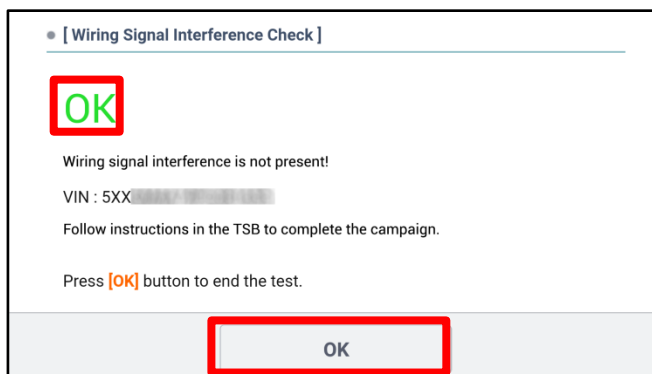 [ Wiring Signal Interference Check ]
OK
Wiring signal interference is not present!
VIN : 5XX
Follow instructions in the TSB to complete the campaign.
Press [OK] button to end the test.
OK